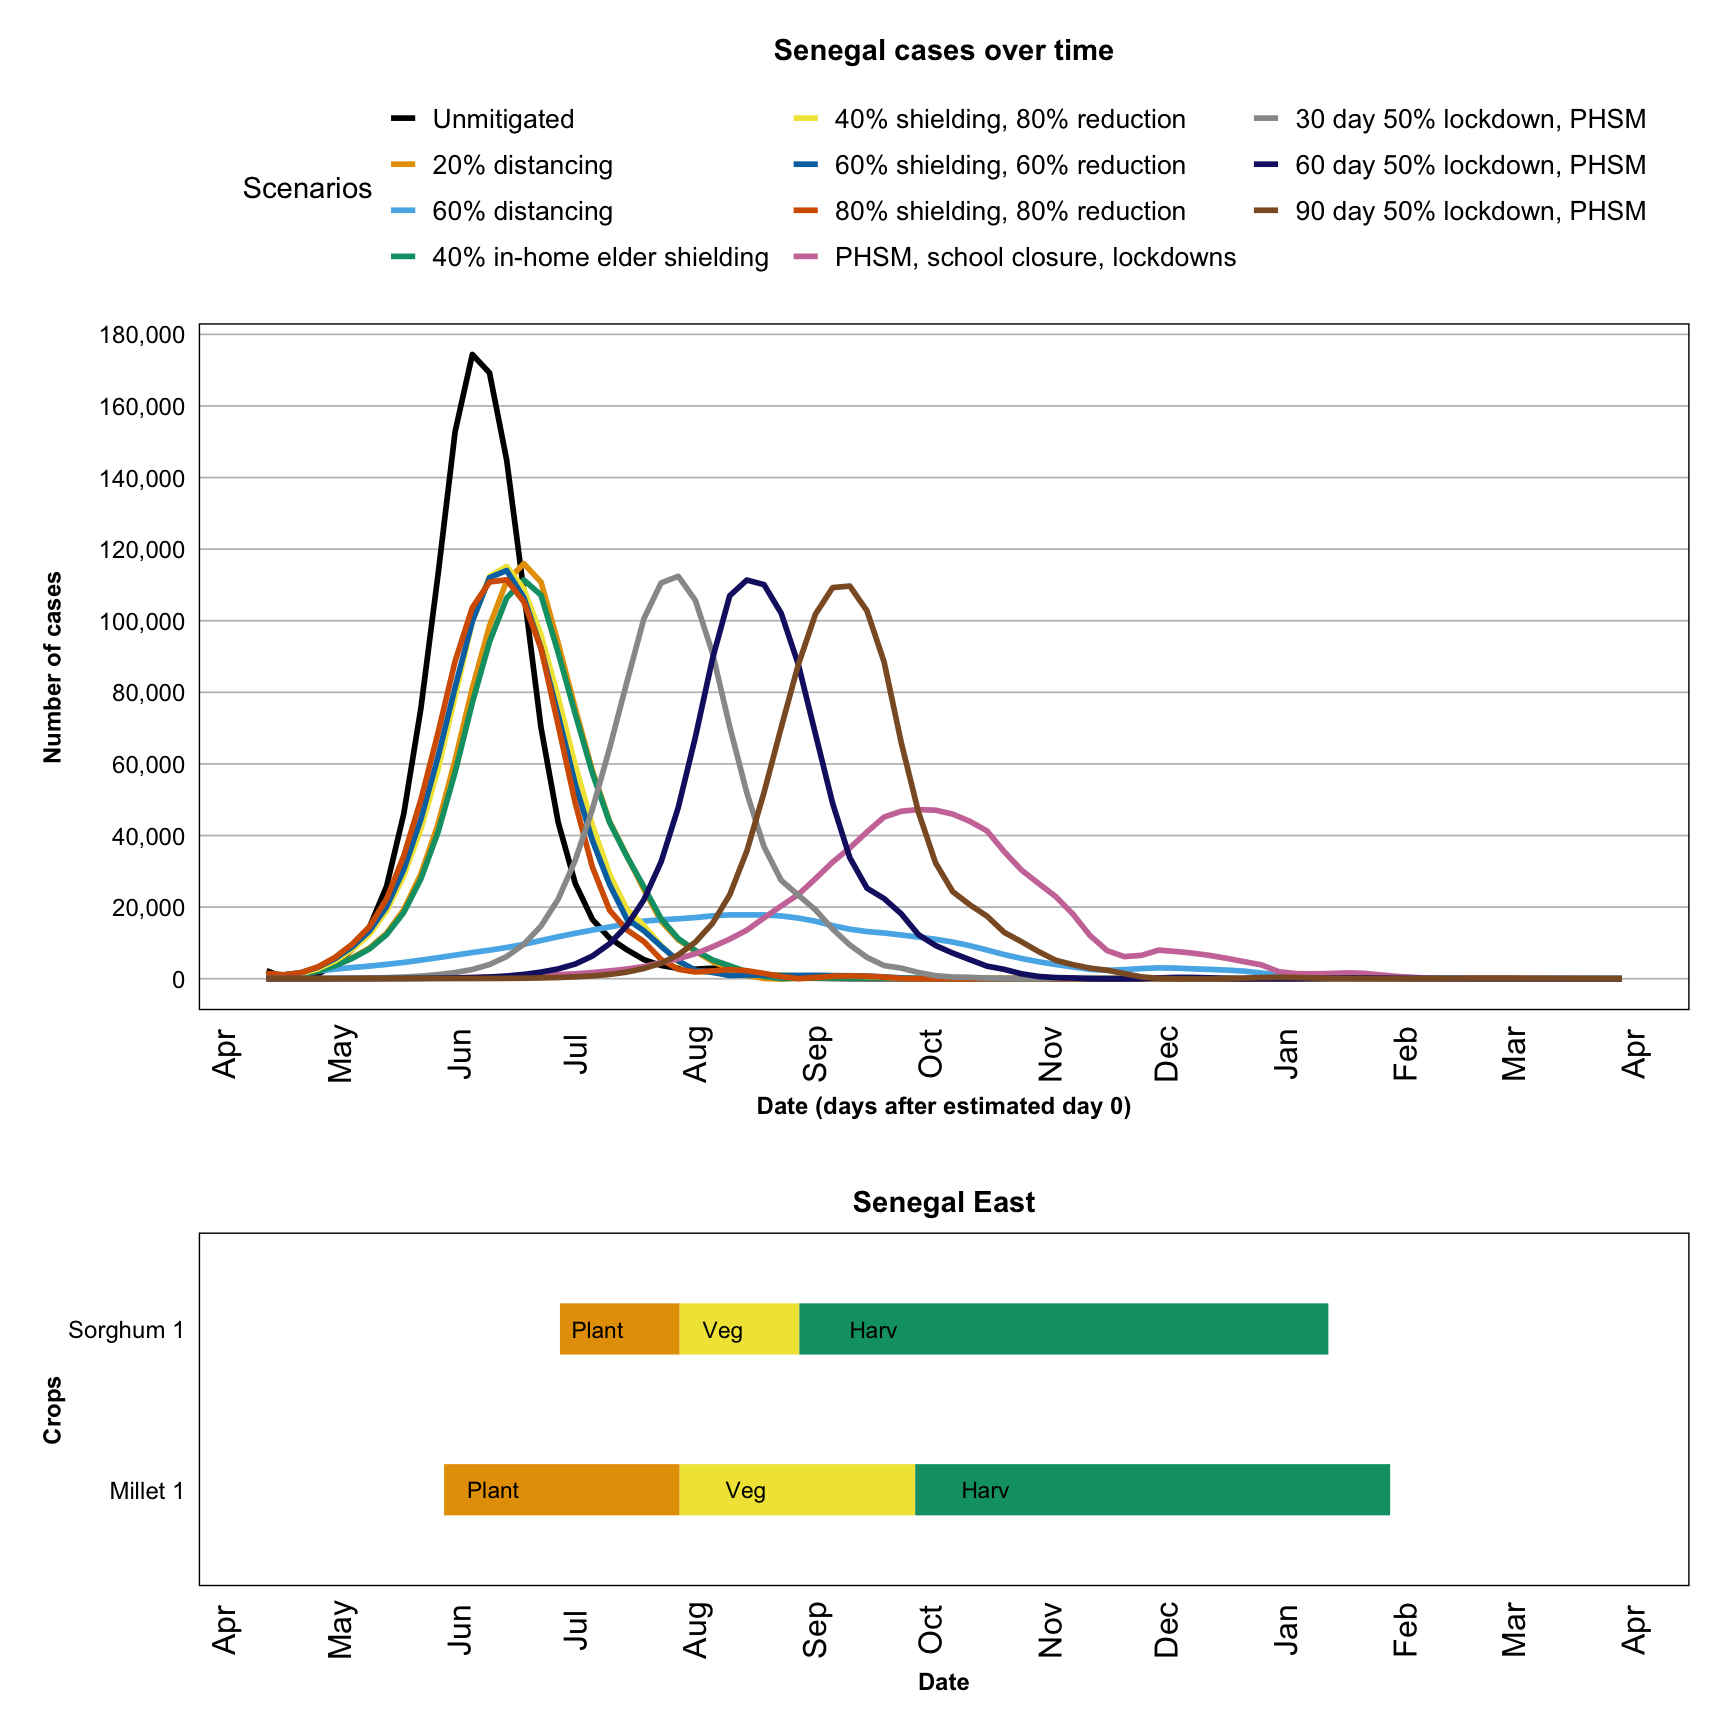 Senegal cases over time
Scenarios
Unmitigated
20% distancing
60% distancing
40% in-home elder shielding
40% shielding, 80% reduction
60% shielding, 60% reduction
80% shielding, 80% reduction
PHSM, school closure, lockdowns
30 day 50% lockdown, PHSM
60 day 50% lockdown, PHSM
90 day 50% lockdown, PHSM
Number of cases
180,000
160,000
140,000
120,000
100,000
80,000
60,000
40,000
20,000
0
Apr May Jun Jul Aug Sep Oct Nov Dec Jan Feb Mar Apr
Date (days after estimated day 0)
Senegal East
Crops
Sorghum 1 Plant Veg Harv
Millet 1 Plant Veg Harv
Apr May Jun Jul Aug Sep Oct Nov Dec Jan Feb Mar Apr
Date